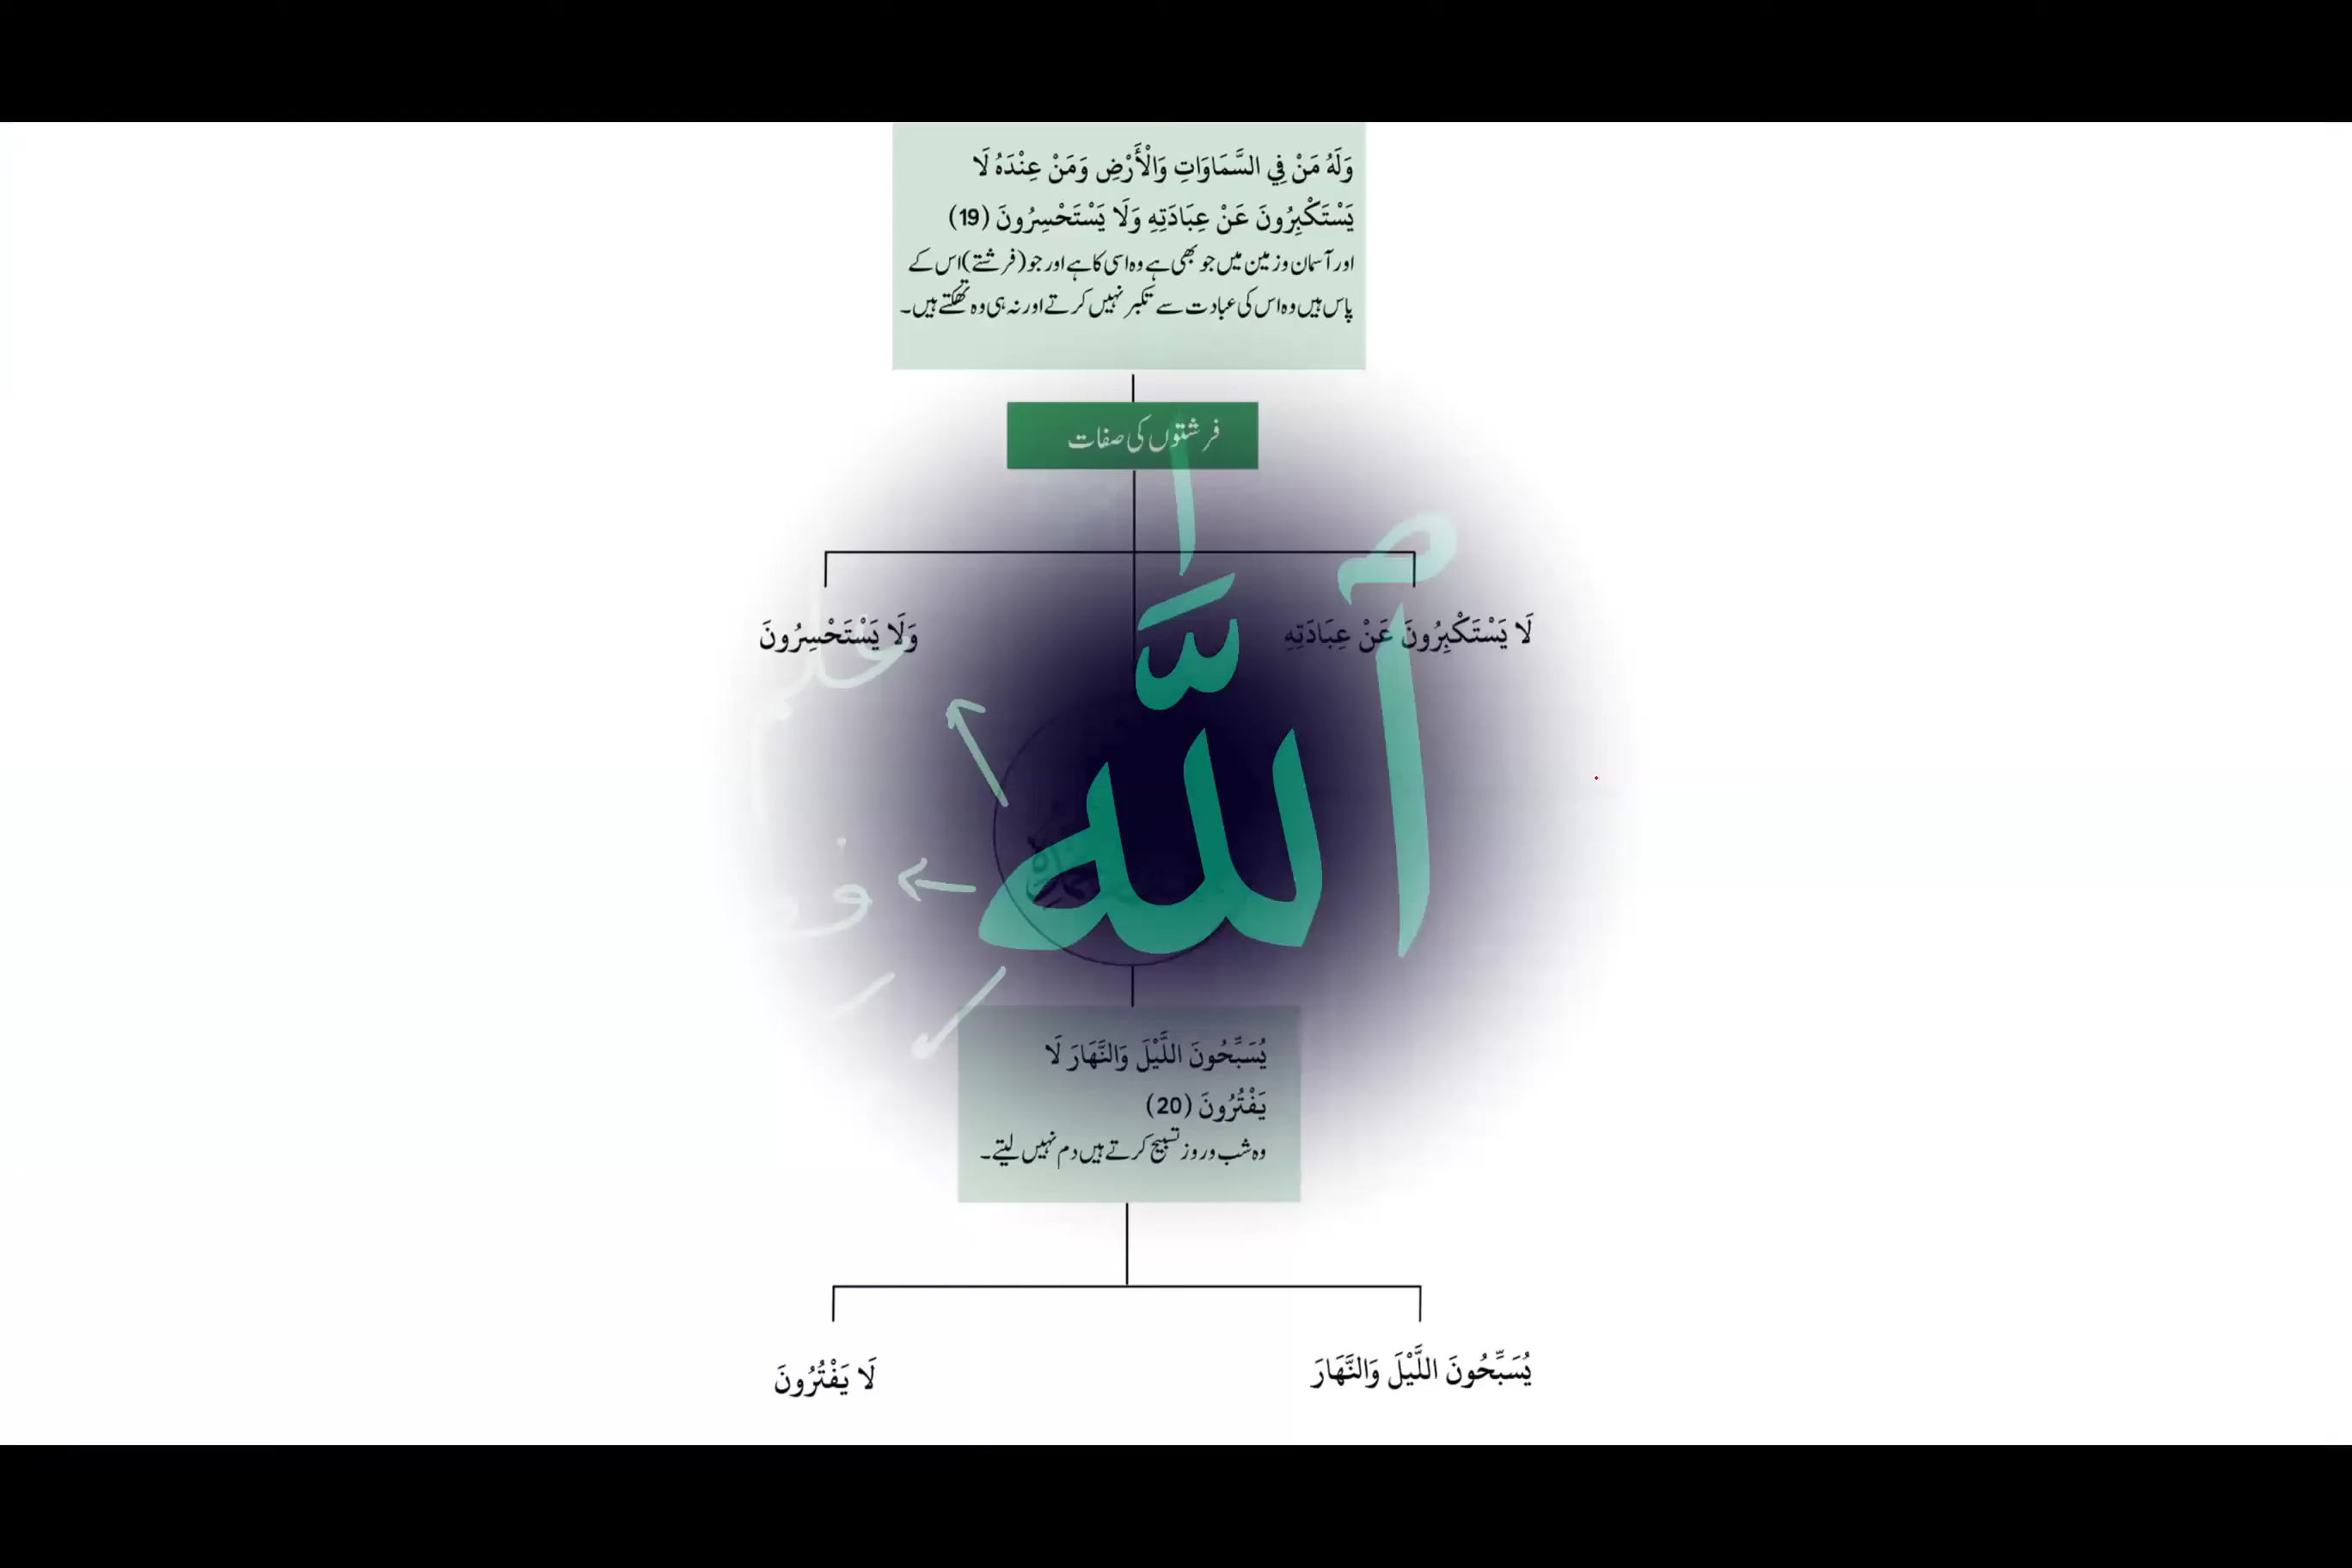 وَلَهُ مَنْ فِي السَّمَاوَاتِ وَالْأَرْضِ وَمَنْ عِنْدَهُ لَا
يَسْتَكْبِرُونَ عَنْ عِبَادَتِهِ وَلَا يَسْتَحْسِرُونَ (19)
اور آسمان وزمین میں جو بھی ہے وہ اسی کا ہے اور جو (فرشتے) اس کے
پاس ہیں وہ اس کی عبادت سے تکبر نہیں کرتے اور نہ ہی وہ تھکتے ہیں۔
فرشتوں کی صفات
لَا يَسْتَكْبِرُونَ عَنْ عِبَادَتِهِ
وَلَا يَسْتَحْسِرُونَ
علم
ٱللَّٰه
يُسَبِّحُونَ اللَّيْلَ وَالنَّهَارَ لَا
يَفْتُرُونَ (20)
وہ شب وروز تسبیح کرتے ہیں دم نہیں لیتے۔
يُسَبِّحُونَ اللَّيْلَ وَالنَّهَارَ
لَا يَفْتُرُونَ